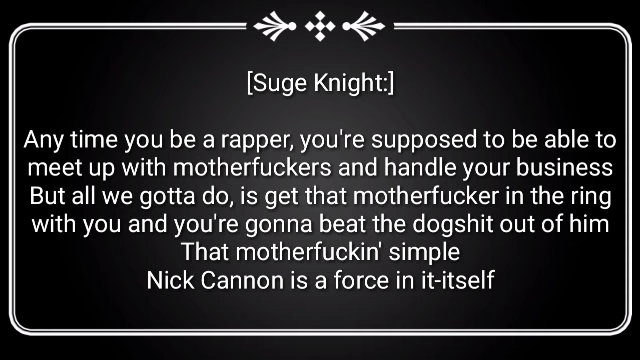 [Suge Knight:]
Any time you be a rapper, you're supposed to be able to
meet up with motherfuckers and handle your business
But all we gotta do, is get that motherfucker in the ring
with you and you're gonna beat the dogshit out of him
That motherfuckin' simple
Nick Cannon is a force in it-itself